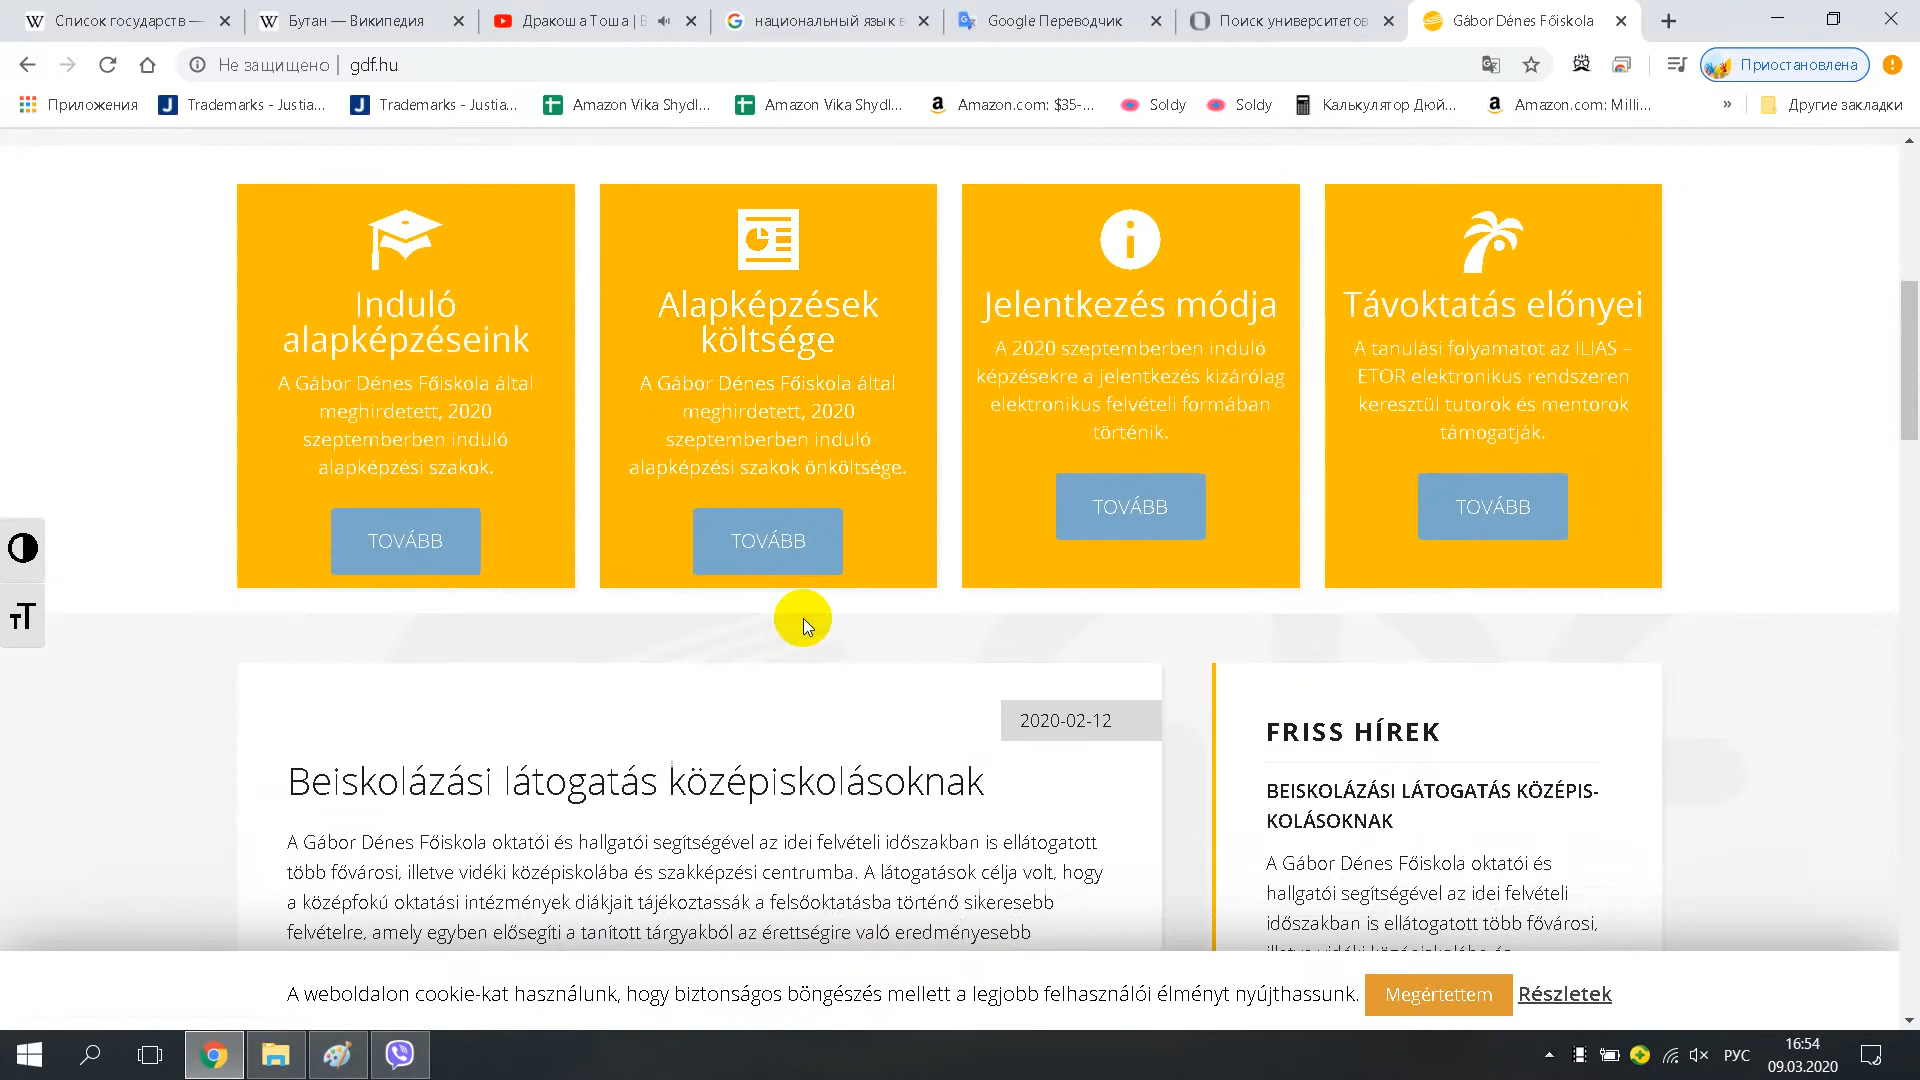 Список государств —
Бутан — Википедия
Дракоша Тоша | В
национальный язык в
Google Переводчик
Поиск университетов
Gábor Dénes Főiskola
Не защищено
gdf.hu
Приостановлена
Приложения
Trademarks - Justia...
Trademarks - Justia...
Amazon Vika Shydl...
Amazon Vika Shydl...
Amazon.com: $35-...
Soldy
Soldy
Калькулятор Дюй...
Amazon.com: Milli...
»
Другие закладки
Induló
alapképzéseink
A Gábor Dénes Főiskola által
meghirdetett, 2020
szeptemberben induló
alapképzési szakok.
TOVÁBB
Alapképzések
költsége
A Gábor Dénes Főiskola által
meghirdetett, 2020
szeptemberben induló
alapképzési szakok önköltsége.
TOVÁBB
Jelentkezés módja
A 2020 szeptemberben induló
képzésekre a jelentkezés kizárólag
elektronikus felvételi formában
történik.
TOVÁBB
Távoktatás előnyei
A tanulási folyamatot az ILIAS –
ETOR elektronikus rendszeren
keresztül tutorok és mentorok
támogatják.
TOVÁBB
2020-02-12
Beiskolázási látogatás középiskolásoknak
A Gábor Dénes Főiskola oktatói és hallgatói segítségével az idei felvételi időszakban is ellátogatott
több fővárosi, illetve vidéki középiskolába és szakképzési centrumba. A látogatások célja volt, hogy
a középfokú oktatási intézmények diákjait tájékoztassák a felsőoktatásba történő sikeresebb
felvételre, amely egyben elősegíti a tanított tárgyakból az érettségire való eredményesebb
FRISS HÍREK
BEISKOLÁZÁSI LÁTOGATÁS KÖZÉPIS-
KOLÁSOKNAK
A Gábor Dénes Főiskola oktatói és
hallgatói segítségével az idei felvételi
időszakban is ellátogatott több fővárosi,
A weboldalon cookie-kat használunk, hogy biztonságos böngészés mellett a legjobb felhasználói élményt nyújthassunk.
Megértettem
Részletek
РУС
16:54
09.03.2020